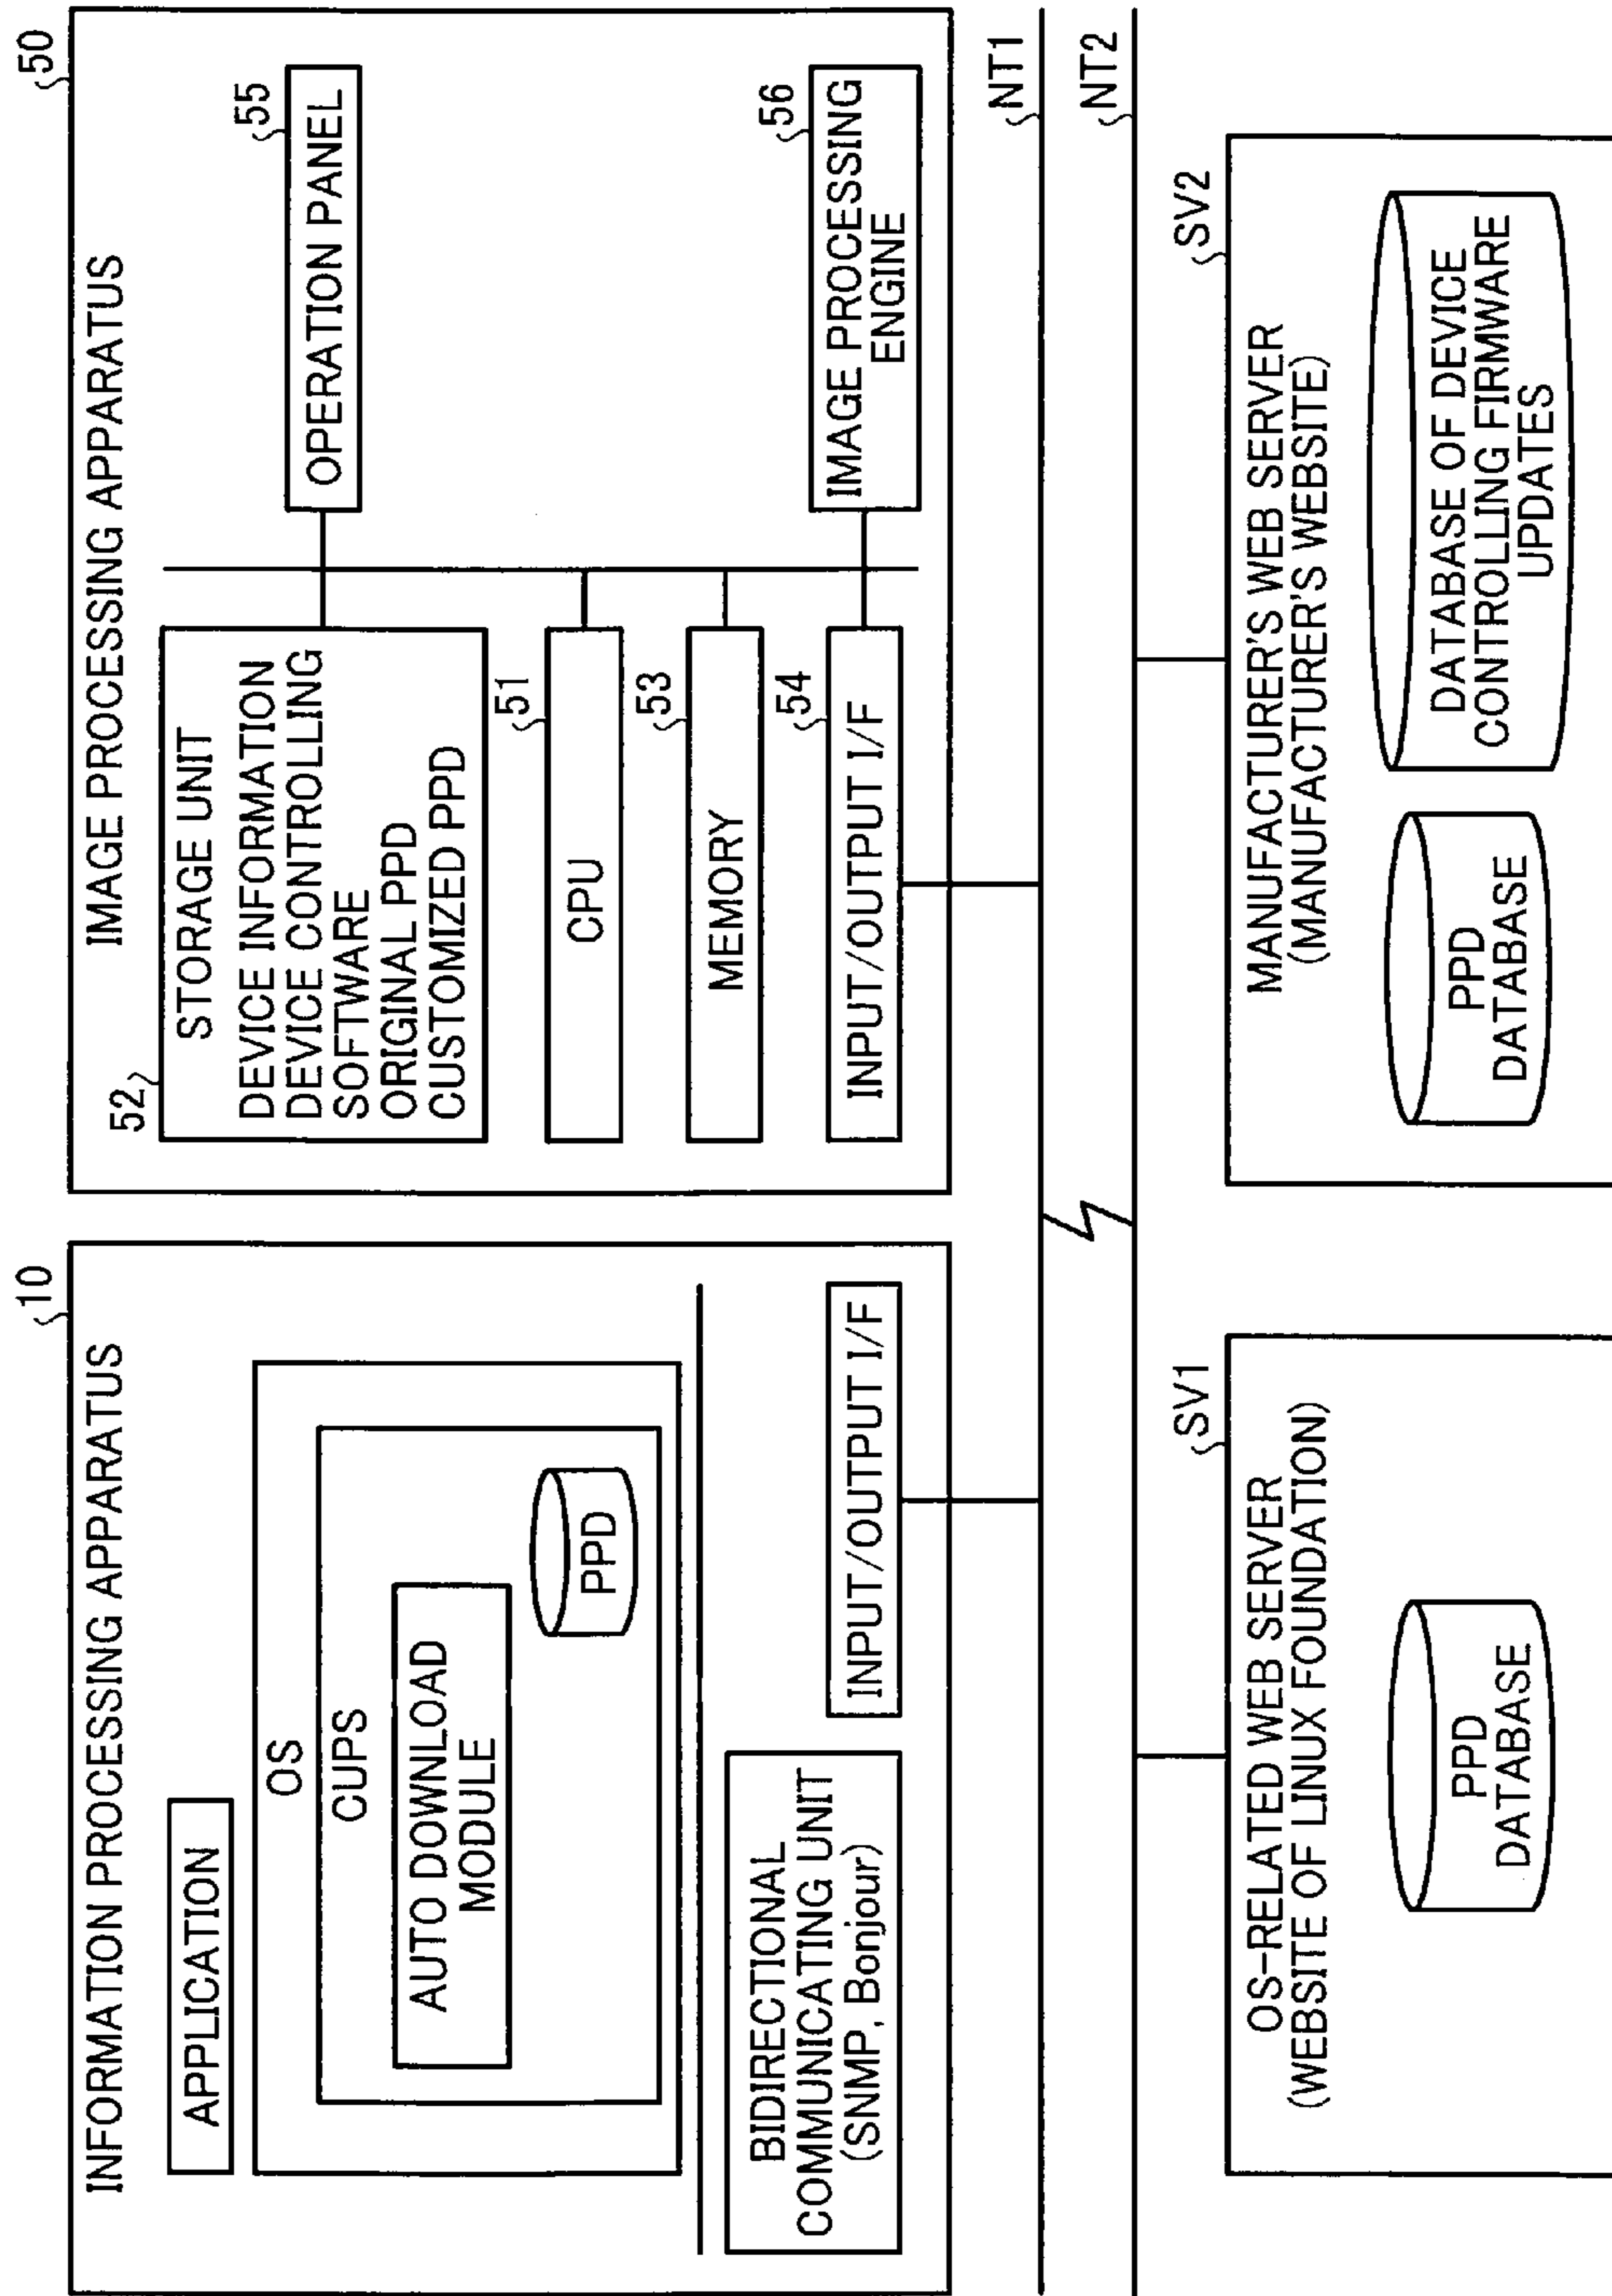 10
INFORMATION PROCESSING APPARATUS
APPLICATION
OS
CUPS
AUTO DOWNLOAD
MODULE
PPD
BIDIRECTIONAL
COMMUNICATING UNIT
(SNMP, Bonjour)
INPUT/OUTPUT I/F
50
IMAGE PROCESSING APPARATUS
52
STORAGE UNIT
DEVICE INFORMATION
DEVICE CONTROLLING
SOFTWARE
ORIGINAL PPD
CUSTOMIZED PPD
51
CPU
53
MEMORY
54
INPUT/OUTPUT I/F
55
OPERATION PANEL
56
IMAGE PROCESSING
ENGINE
NT1
NT2
SV1
OS-RELATED WEB SERVER
(WEBSITE OF LINUX FOUNDATION)
PPD
DATABASE
SV2
MANUFACTURER'S WEB SERVER
(MANUFACTURER'S WEBSITE)
PPD
DATABASE
DATABASE OF DEVICE
CONTROLLING FIRMWARE
UPDATES